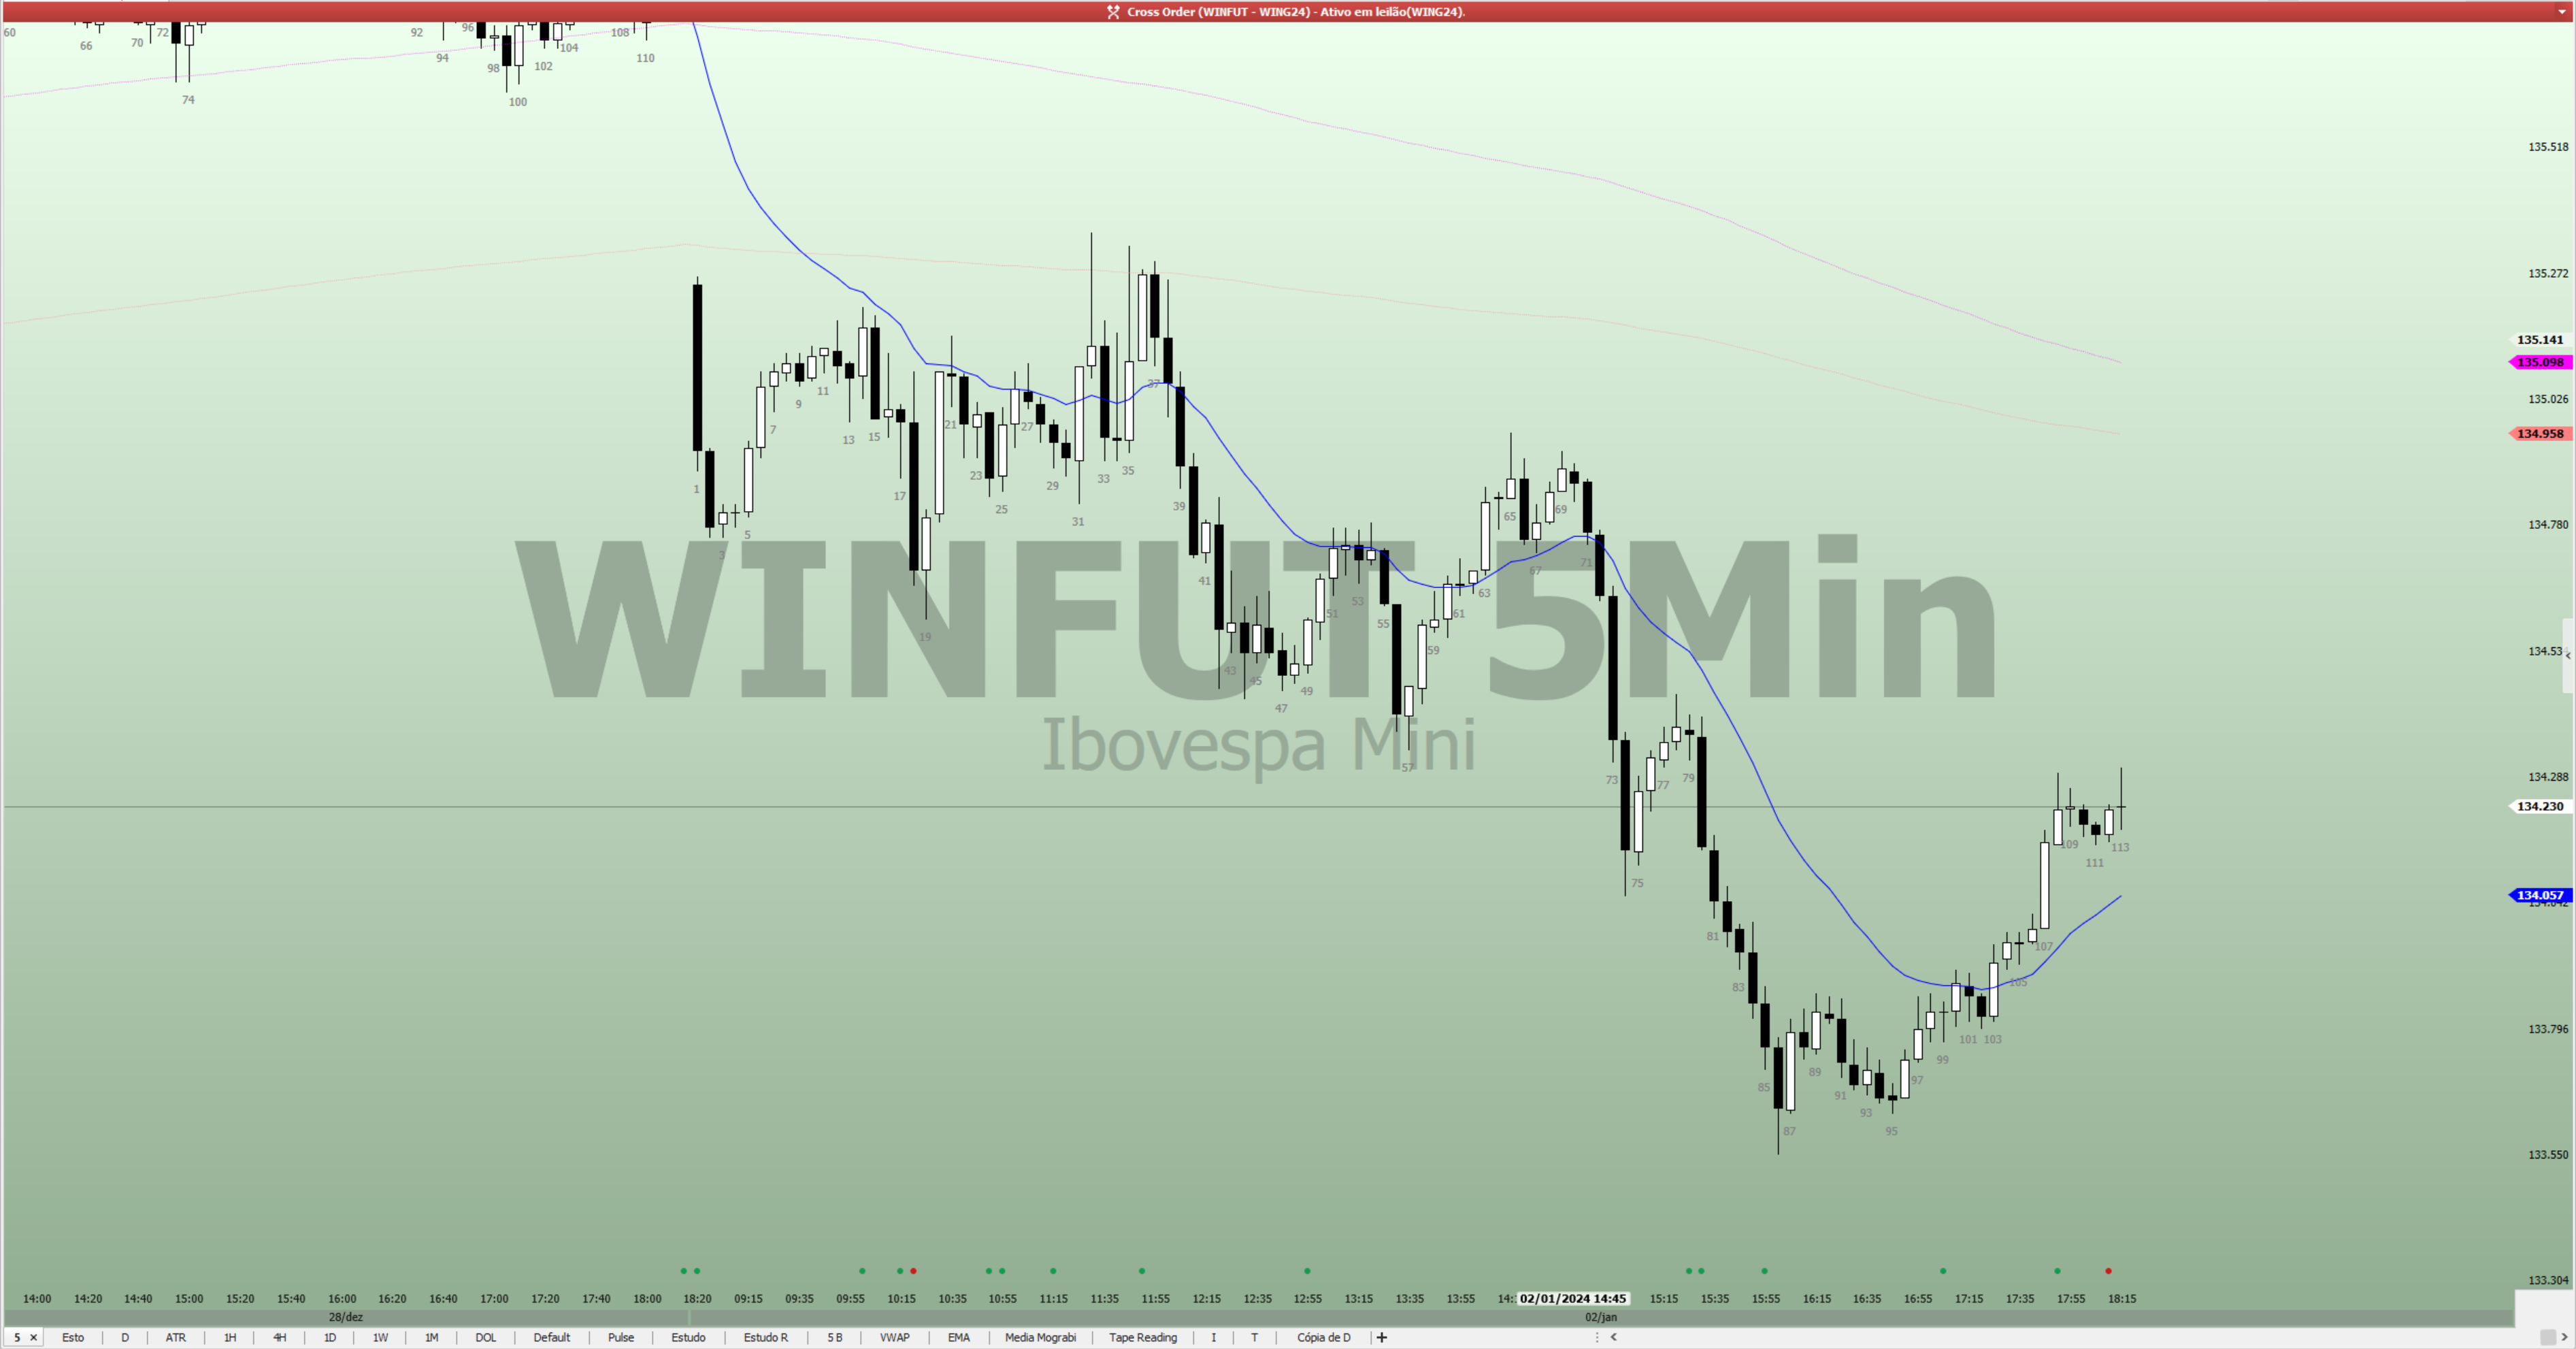 Cross Order (WINFUT - WING24) - Ativo em leilão(WING24).
60 66 70 72 74 92 94 96 98 100 102 104 108 110
135.518
135.272
135.141
135.098
135.026
134.958
134.780
134.53
134.288
134.230
134.057
133.796
133.550
133.304
WINFUT 5Min
Ibovespa Mini
1 3 5 7 9 11 13 15 17 19 21 23 25 27 29 31 33 35 37 39 41 43 45 47 49 51 53 55 57 59 61 63 65 67 69 71 73 75 77 79 81 83 85 87 89 91 93 95 97 99 101 103 105 107 109 111 113
14:00 14:20 14:40 15:00 15:20 15:40 16:00 16:20 16:40 17:00 17:20 17:40 18:00 18:20 09:15 09:35 09:55 10:15 10:35 10:55 11:15 11:35 11:55 12:15 12:35 12:55 13:15 13:35 13:55 14: 02/01/2024 14:45 15:15 15:35 15:55 16:15 16:35 16:55 17:15 17:35 17:55 18:15
28/dez 02/jan
5 × Esto D ATR 1H 4H 1D 1W 1M DOL Default Pulse Estudo Estudo R 5 B VWAP EMA Media Mograbi Tape Reading I T Cópia de D +